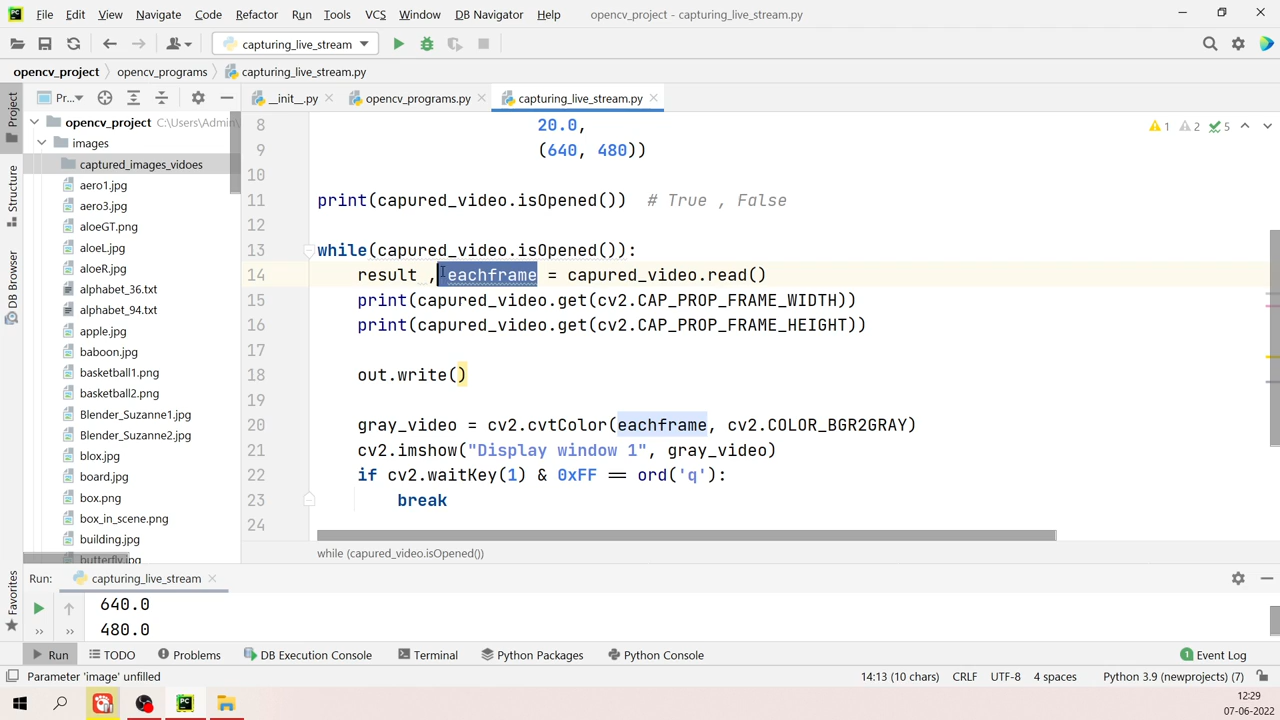 File Edit View Navigate Code Refactor Run Tools VCS Window DB Navigator Help opencv_project - capturing_live_stream.py
capturing_live_stream
opencv_project opencv_programs capturing_live_stream.py
Pr... __init__.py opencv_programs.py capturing_live_stream.py
Project
Structure
DB Browser
Favorites
opencv_project C:\Users\Admin\
images
captured_images_vidoes
aero1.jpg
aero3.jpg
aloeGT.png
aloeL.jpg
aloeR.jpg
alphabet_36.txt
alphabet_94.txt
apple.jpg
baboon.jpg
basketball1.png
basketball2.png
Blender_Suzanne1.jpg
Blender_Suzanne2.jpg
blox.jpg
board.jpg
box.png
box_in_scene.png
building.jpg
butterfly.jpg
1 2 5
8 20.0,
9 (640, 480))
10
11 print(capured_video.isOpened()) # True , False
12
13 while(capured_video.isOpened()):
14 result , eachframe = capured_video.read()
15 print(capured_video.get(cv2.CAP_PROP_FRAME_WIDTH))
16 print(capured_video.get(cv2.CAP_PROP_FRAME_HEIGHT))
17
18 out.write()
19
20 gray_video = cv2.cvtColor(eachframe, cv2.COLOR_BGR2GRAY)
21 cv2.imshow("Display window 1", gray_video)
22 if cv2.waitKey(1) & 0xFF == ord('q'):
23 break
24
while (capured_video.isOpened())
Run: capturing_live_stream
640.0
480.0
Run TODO Problems DB Execution Console Terminal Python Packages Python Console 1 Event Log
Parameter 'image' unfilled 14:13 (10 chars) CRLF UTF-8 4 spaces Python 3.9 (newprojects) (7)
12:29
07-06-2022